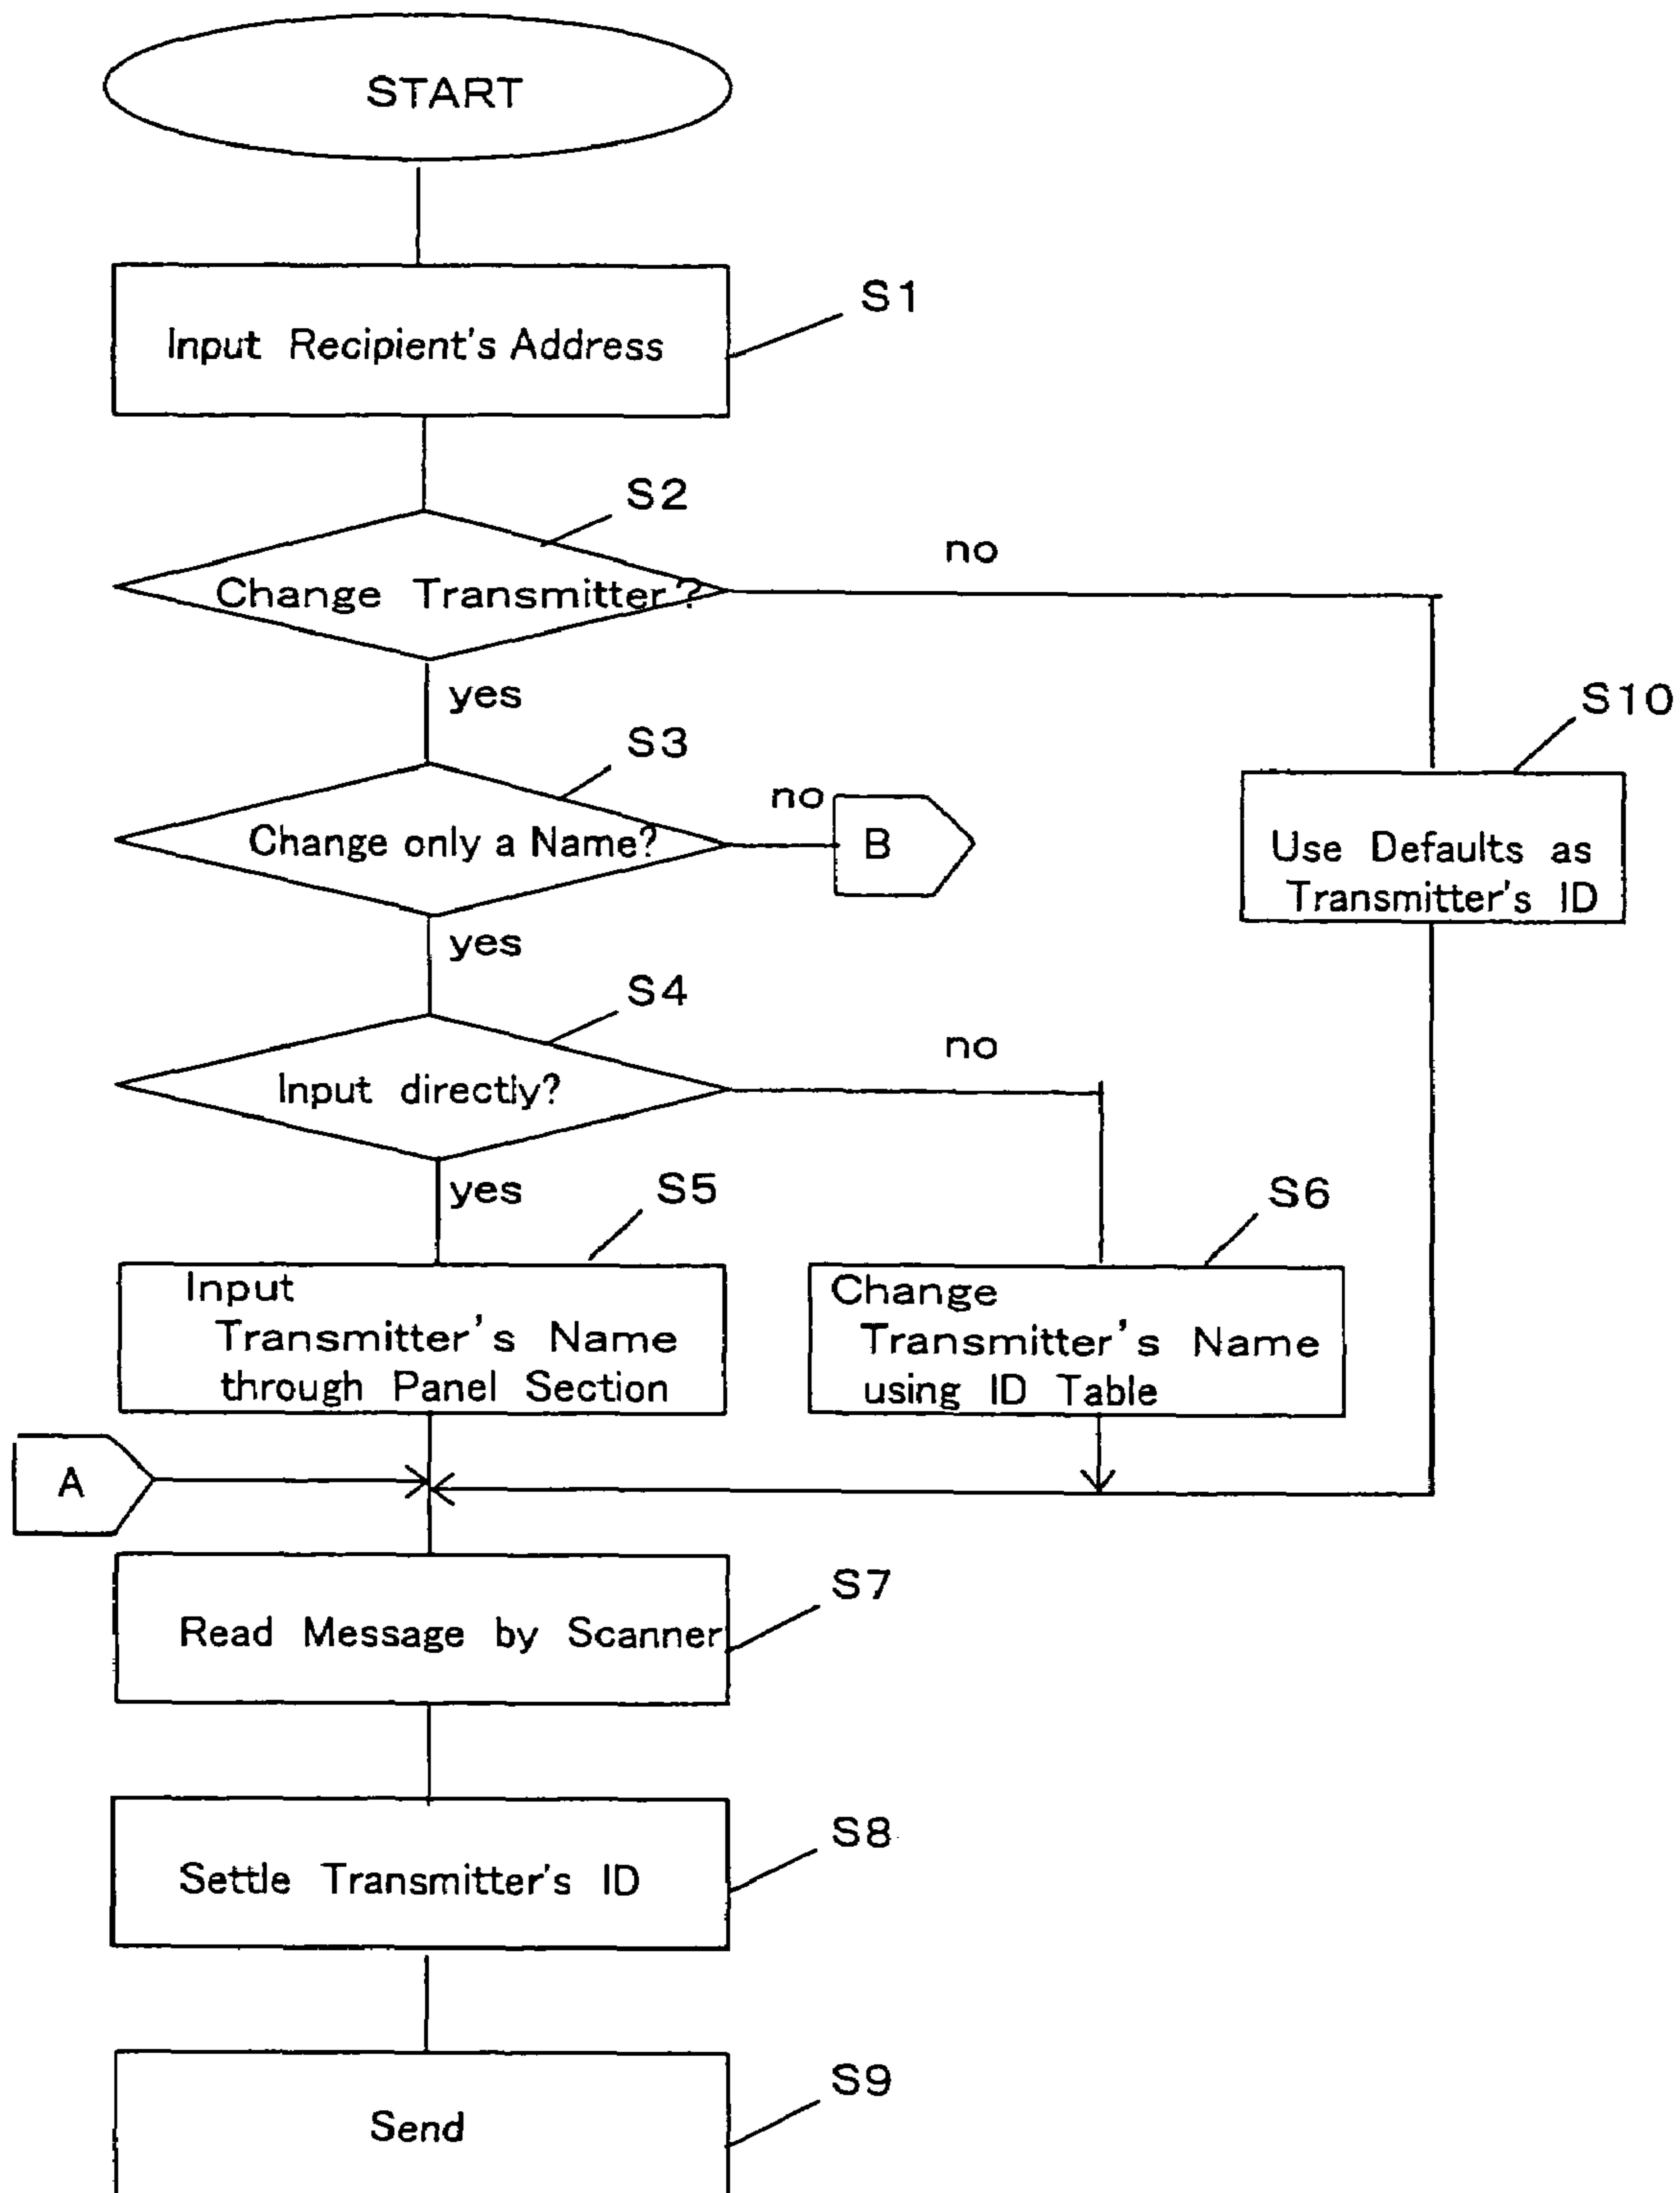 START
S1
Input Recipient's Address
S2
no
Change Transmitter?
yes
S10
S3
no
Change only a Name?
B
Use Defaults as
Transmitter's ID
yes
S4
no
Input directly?
yes
S5
S6
Input
Transmitter's Name
through Panel Section
Change
Transmitter's Name
using ID Table
A
S7
Read Message by Scanner
S8
Settle Transmitter's ID
S9
Send